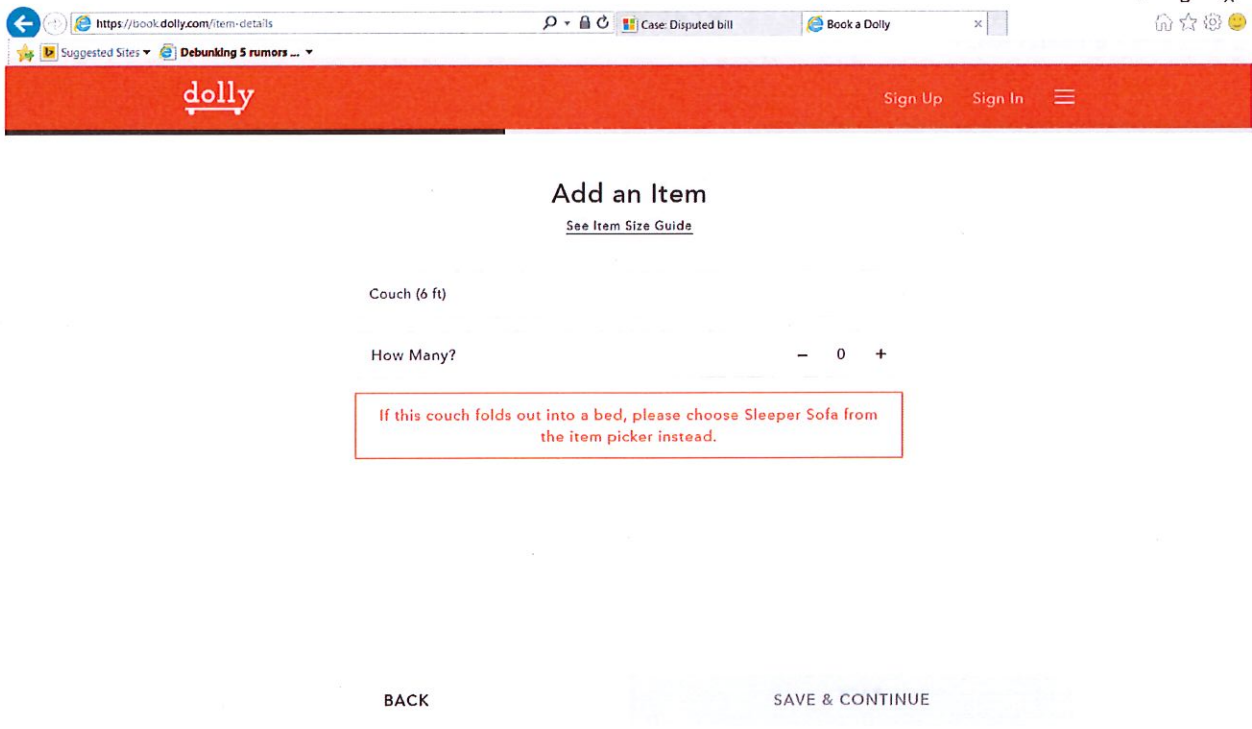 https://book.dolly.com/item-details
Case: Disputed bill
Book a Dolly
Suggested Sites
Debunking 5 rumors ...
dolly
Sign Up
Sign In
Add an Item
See Item Size Guide
Couch (6 ft)
How Many?
– 0 +
If this couch folds out into a bed, please choose Sleeper Sofa from
the item picker instead.
BACK
SAVE & CONTINUE